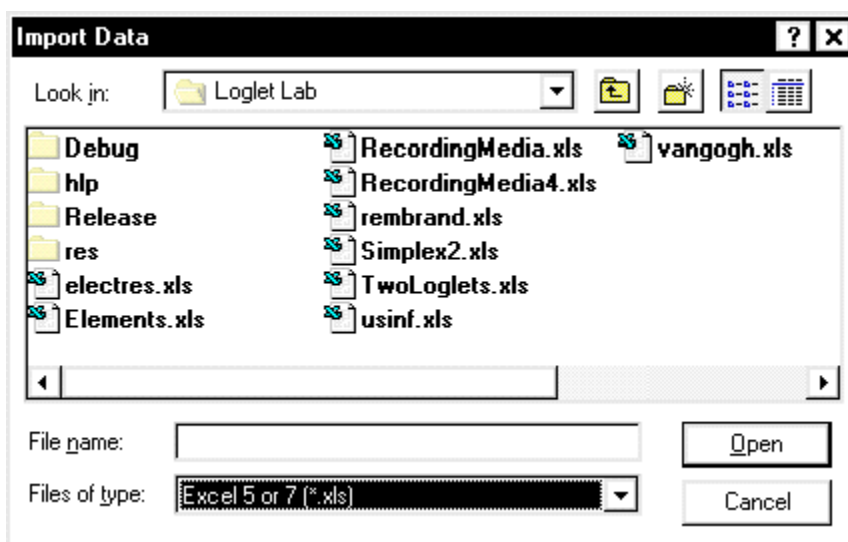 Import Data
Look in: Loglet Lab
Debug RecordingMedia.xls vangogh.xls
hlp RecordingMedia4.xls
Release rembrand.xls
res Simplex2.xls
electres.xls TwoLoglets.xls
Elements.xls usinf.xls
File name: Open
Files of type: Excel 5 or 7 (*.xls) Cancel